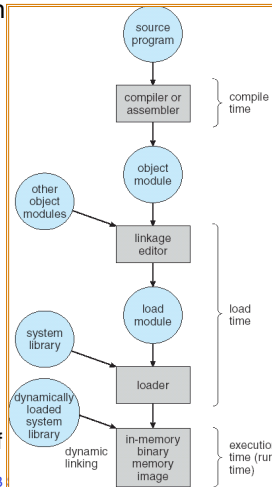 n
source
program
compiler or
assembler
compile
time
object
module
other
object
modules
linkage
editor
load
module
load
time
system
library
loader
dynamically
loaded
system
library
f
dynamic
linking
in-memory
binary
memory
image
execution
time (run
time)
3